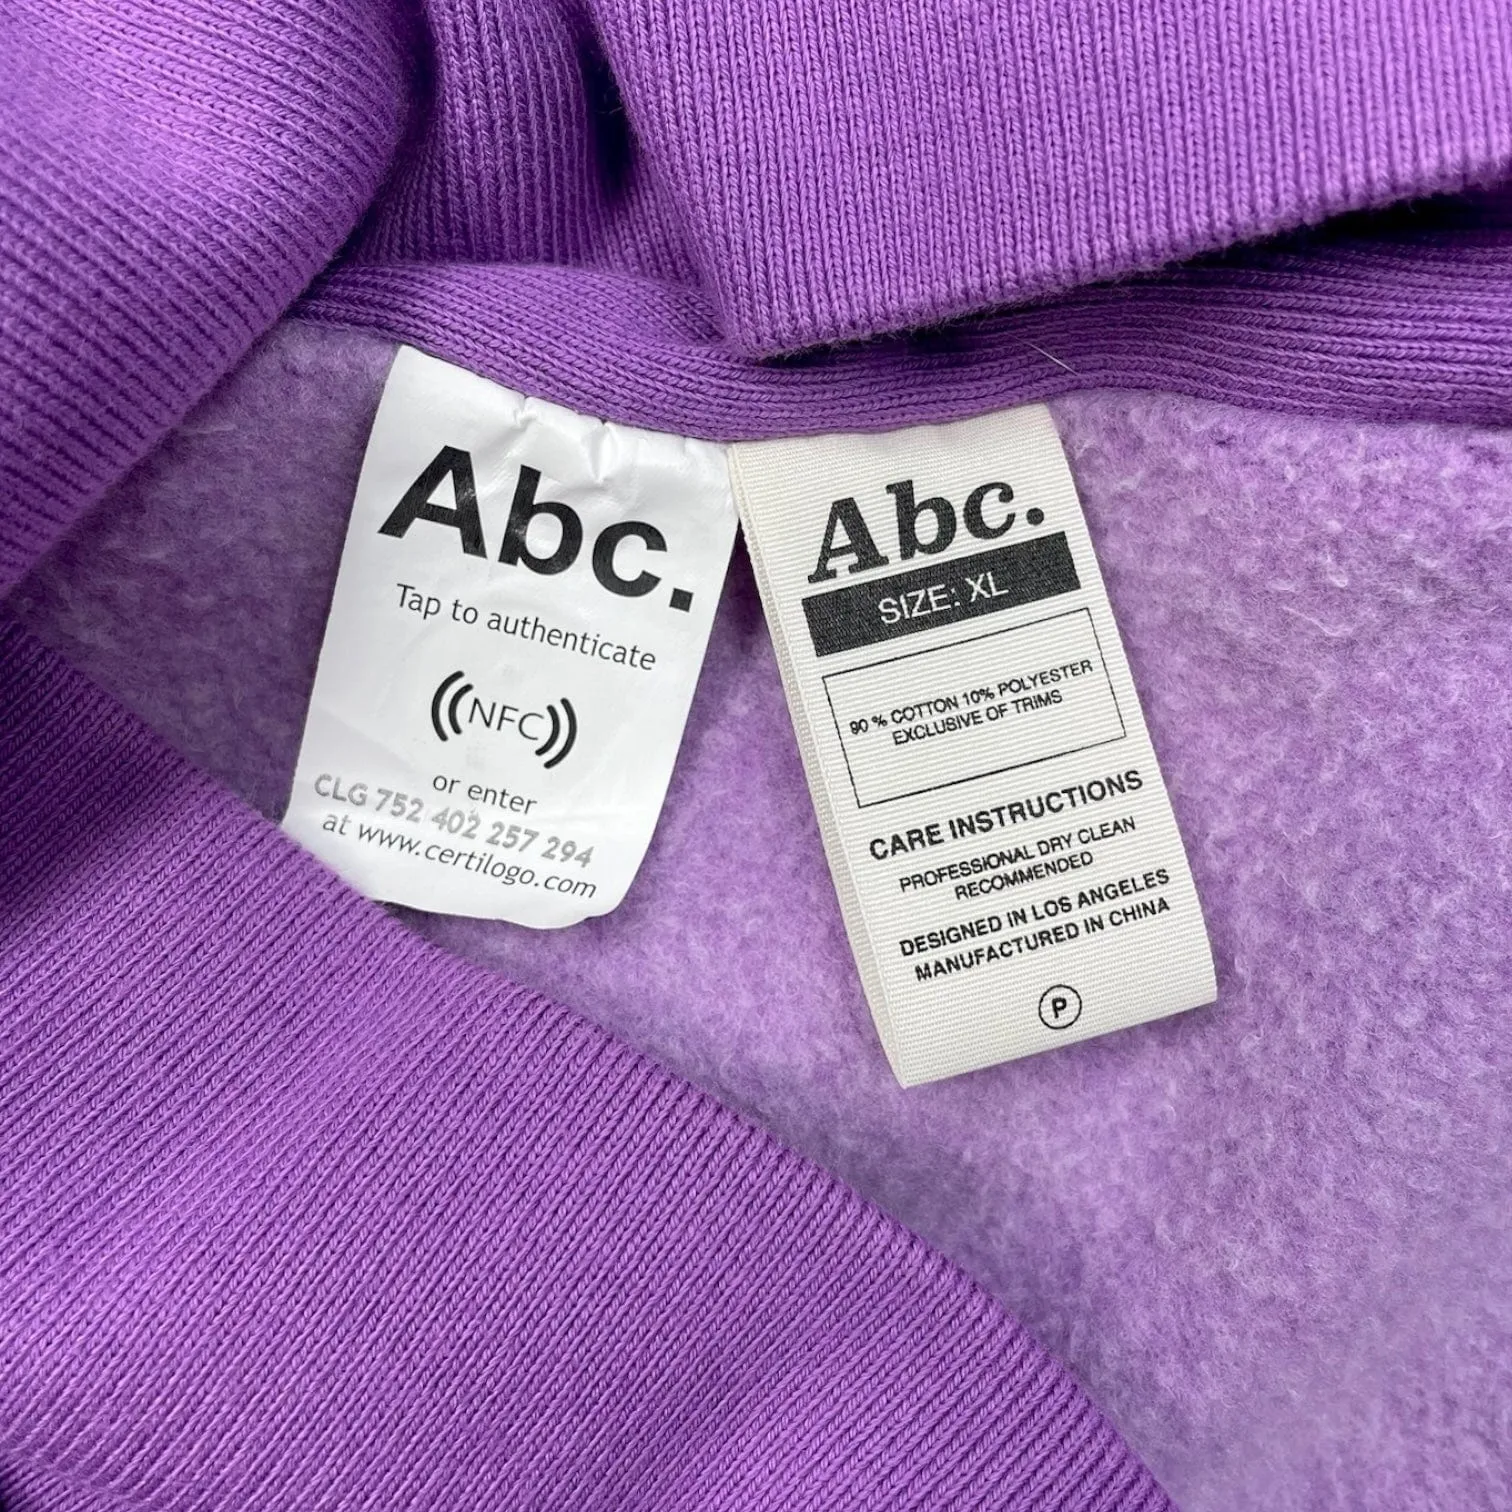 Abc.
Tap to authenticate
((NFC))
or enter
CLG 752 402 257 294
at www.certilogo.com
Abc.
SIZE: XL
90 % COTTON 10% POLYESTER
EXCLUSIVE OF TRIMS
CARE INSTRUCTIONS
PROFESSIONAL DRY CLEAN
RECOMMENDED
DESIGNED IN LOS ANGELES
MANUFACTURED IN CHINA
P